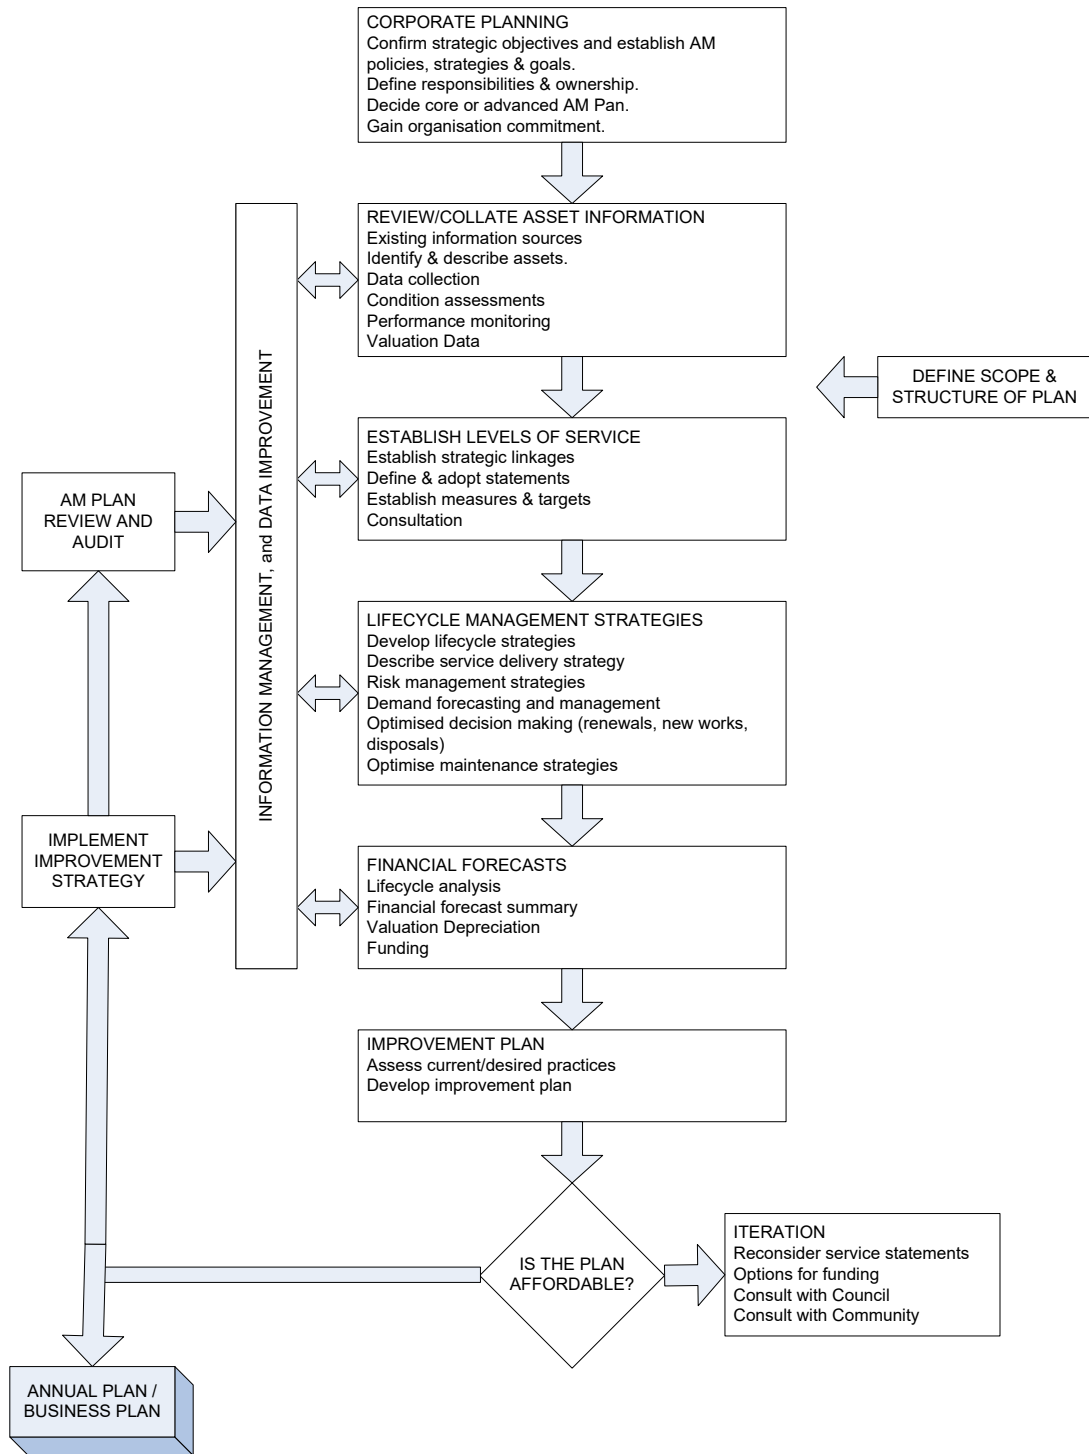 CORPORATE PLANNING
Confirm strategic objectives and establish AM
policies, strategies & goals.
Define responsibilities & ownership.
Decide core or advanced AM Pan.
Gain organisation commitment.
REVIEW/COLLATE ASSET INFORMATION
Existing information sources
Identify & describe assets.
Data collection
Condition assessments
Performance monitoring
Valuation Data
INFORMATION MANAGEMENT, and DATA IMPROVEMENT
DEFINE SCOPE &
STRUCTURE OF PLAN
ESTABLISH LEVELS OF SERVICE
Establish strategic linkages
Define & adopt statements
Establish measures & targets
Consultation
AM PLAN
REVIEW AND
AUDIT
LIFECYCLE MANAGEMENT STRATEGIES
Develop lifecycle strategies
Describe service delivery strategy
Risk management strategies
Demand forecasting and management
Optimised decision making (renewals, new works,
disposals)
Optimise maintenance strategies
IMPLEMENT
IMPROVEMENT
STRATEGY
FINANCIAL FORECASTS
Lifecycle analysis
Financial forecast summary
Valuation Depreciation
Funding
IMPROVEMENT PLAN
Assess current/desired practices
Develop improvement plan
IS THE PLAN
AFFORDABLE?
ITERATION
Reconsider service statements
Options for funding
Consult with Council
Consult with Community
ANNUAL PLAN /
BUSINESS PLAN